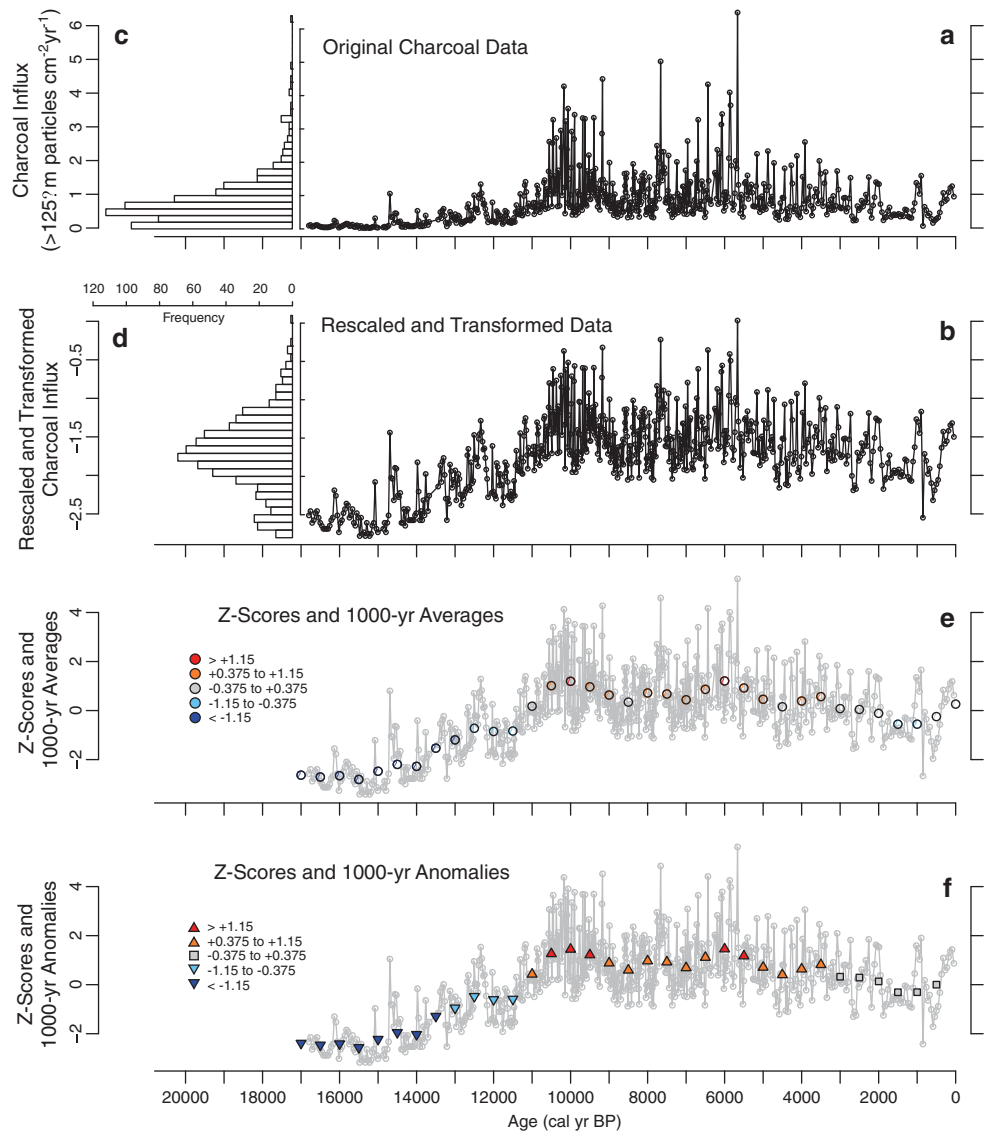 c
Original Charcoal Data
a
Charcoal Influx
(>125?'m particles cm-2yr-1)
6
5
4
3
2
1
0
120 100 80 60 40 20 0
Frequency
d
Rescaled and Transformed Data
b
Rescaled and Transformed
Charcoal Influx
-0.5
-1.5
-2.5
Z-Scores and 1000-yr Averages
e
Z-Scores and
1000-yr Averages
4
2
0
-2
> +1.15
+0.375 to +1.15
-0.375 to +0.375
-1.15 to -0.375
< -1.15
Z-Scores and 1000-yr Anomalies
f
Z-Scores and
1000-yr Anomalies
4
2
0
-2
> +1.15
+0.375 to +1.15
-0.375 to +0.375
-1.15 to -0.375
< -1.15
20000 18000 16000 14000 12000 10000 8000 6000 4000 2000 0
Age (cal yr BP)